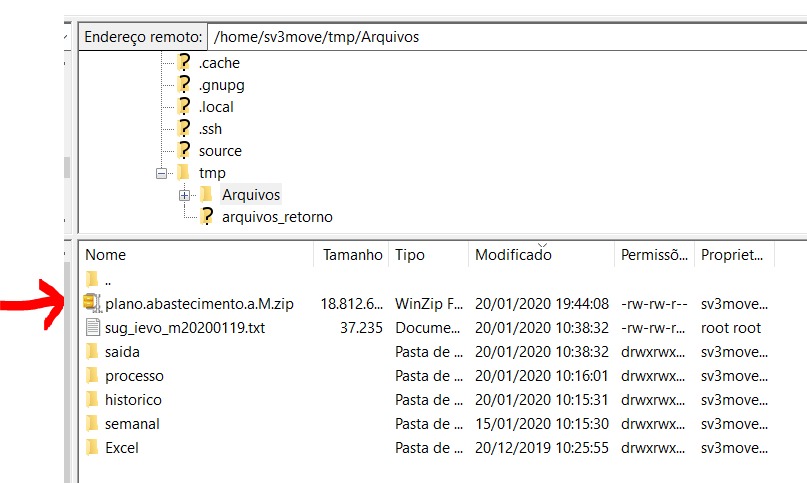 Endereço remoto: /home/sv3move/tmp/Arquivos
.cache
.gnupg
.local
.ssh
source
tmp
Arquivos
arquivos_retorno
Nome Tamanho Tipo Modificado Permissõ... Propriet...
..
plano.abastecimento.a.M.zip 18.812.6... WinZip F... 20/01/2020 19:44:08 -rw-rw-r-- sv3move...
sug_ievo_m20200119.txt 37.235 Docume... 20/01/2020 10:38:32 -rw-rw-r... root root
saida Pasta de ... 20/01/2020 10:38:32 drwxrwx... sv3move...
processo Pasta de ... 20/01/2020 10:16:01 drwxrwx... sv3move...
historico Pasta de ... 20/01/2020 10:15:31 drwxrwx... sv3move...
semanal Pasta de ... 15/01/2020 10:15:30 drwxrwx... sv3move...
Excel Pasta de ... 20/12/2019 10:25:55 drwxrwx... sv3move...